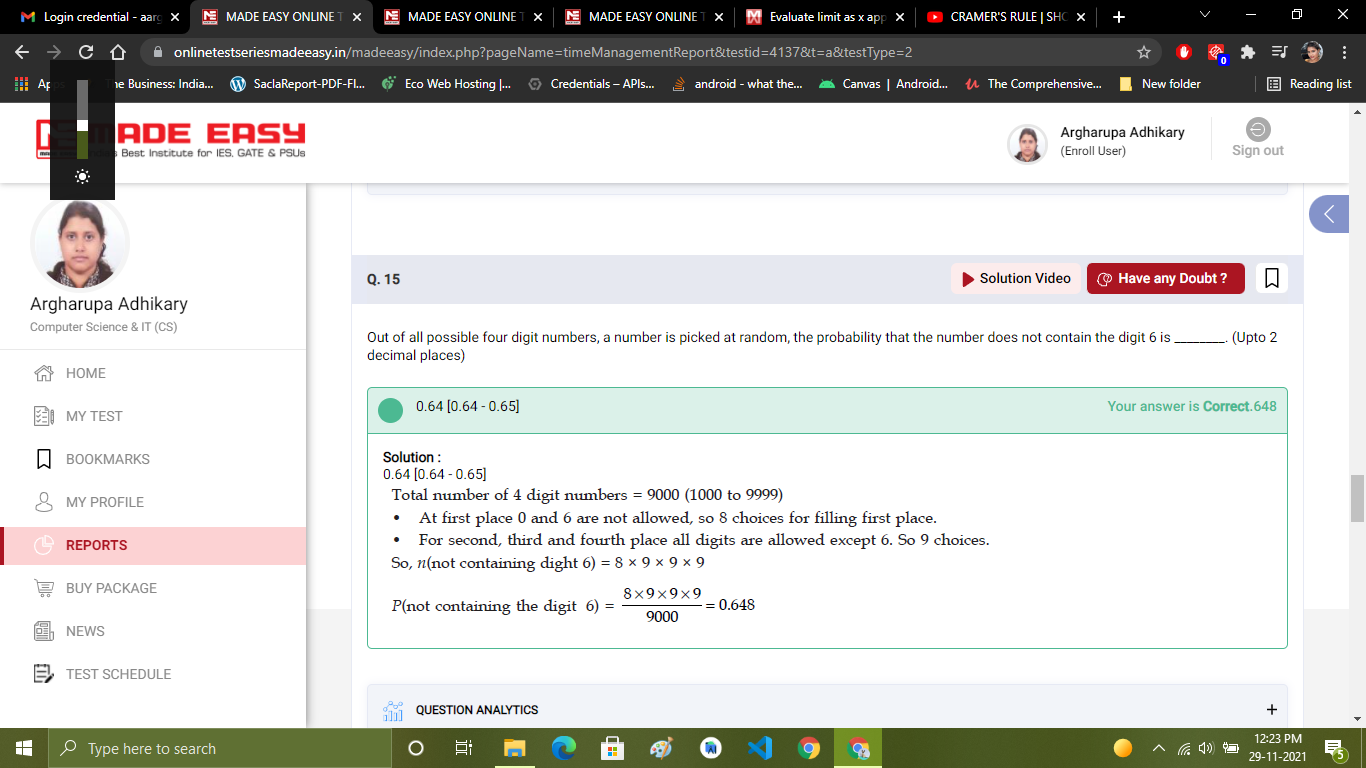 Login credential - aarg
MADE EASY ONLINE T
MADE EASY ONLINE T
MADE EASY ONLINE T
Evaluate limit as x app
CRAMER'S RULE | SHO
onlinetestseriesmadeeasy.in/madeeasy/index.php?pageName=timeManagementReport&testid=4137&t=a&testType=2
0
The Business: India...
SaclaReport-PDF-Fl...
Eco Web Hosting |...
Credentials – APIs...
android - what the...
Canvas | Android...
The Comprehensive...
New folder
Reading list
MADE EASY
Best Institute for IES, GATE & PSUs
Argharupa Adhikary
(Enroll User)
Sign out
Argharupa Adhikary
Computer Science & IT (CS)
HOME
MY TEST
BOOKMARKS
MY PROFILE
REPORTS
BUY PACKAGE
NEWS
TEST SCHEDULE
Q. 15
Solution Video
Have any Doubt ?
Out of all possible four digit numbers, a number is picked at random, the probability that the number does not contain the digit 6 is ________. (Upto 2
decimal places)
0.64 [0.64 - 0.65]
Your answer is Correct.648
Solution :
0.64 [0.64 - 0.65]
Total number of 4 digit numbers = 9000 (1000 to 9999)
• At first place 0 and 6 are not allowed, so 8 choices for filling first place.
• For second, third and fourth place all digits are allowed except 6. So 9 choices.
So, n(not containing dight 6) = 8 × 9 × 9 × 9
P(not containing the digit 6) = 8×9×9×9 / 9000 = 0.648
QUESTION ANALYTICS
+
Type here to search
12:23 PM
29-11-2021
5